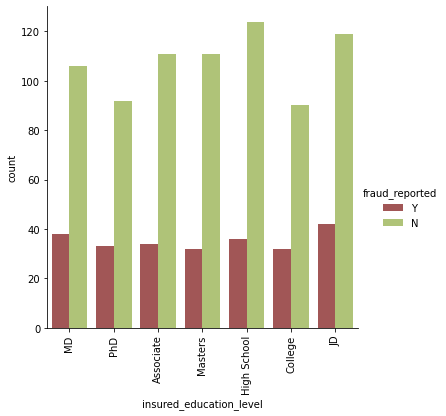 120
100
80
60
40
20
0
count
MD
PhD
Associate
Masters
High School
College
JD
insured_education_level
fraud_reported
Y
N